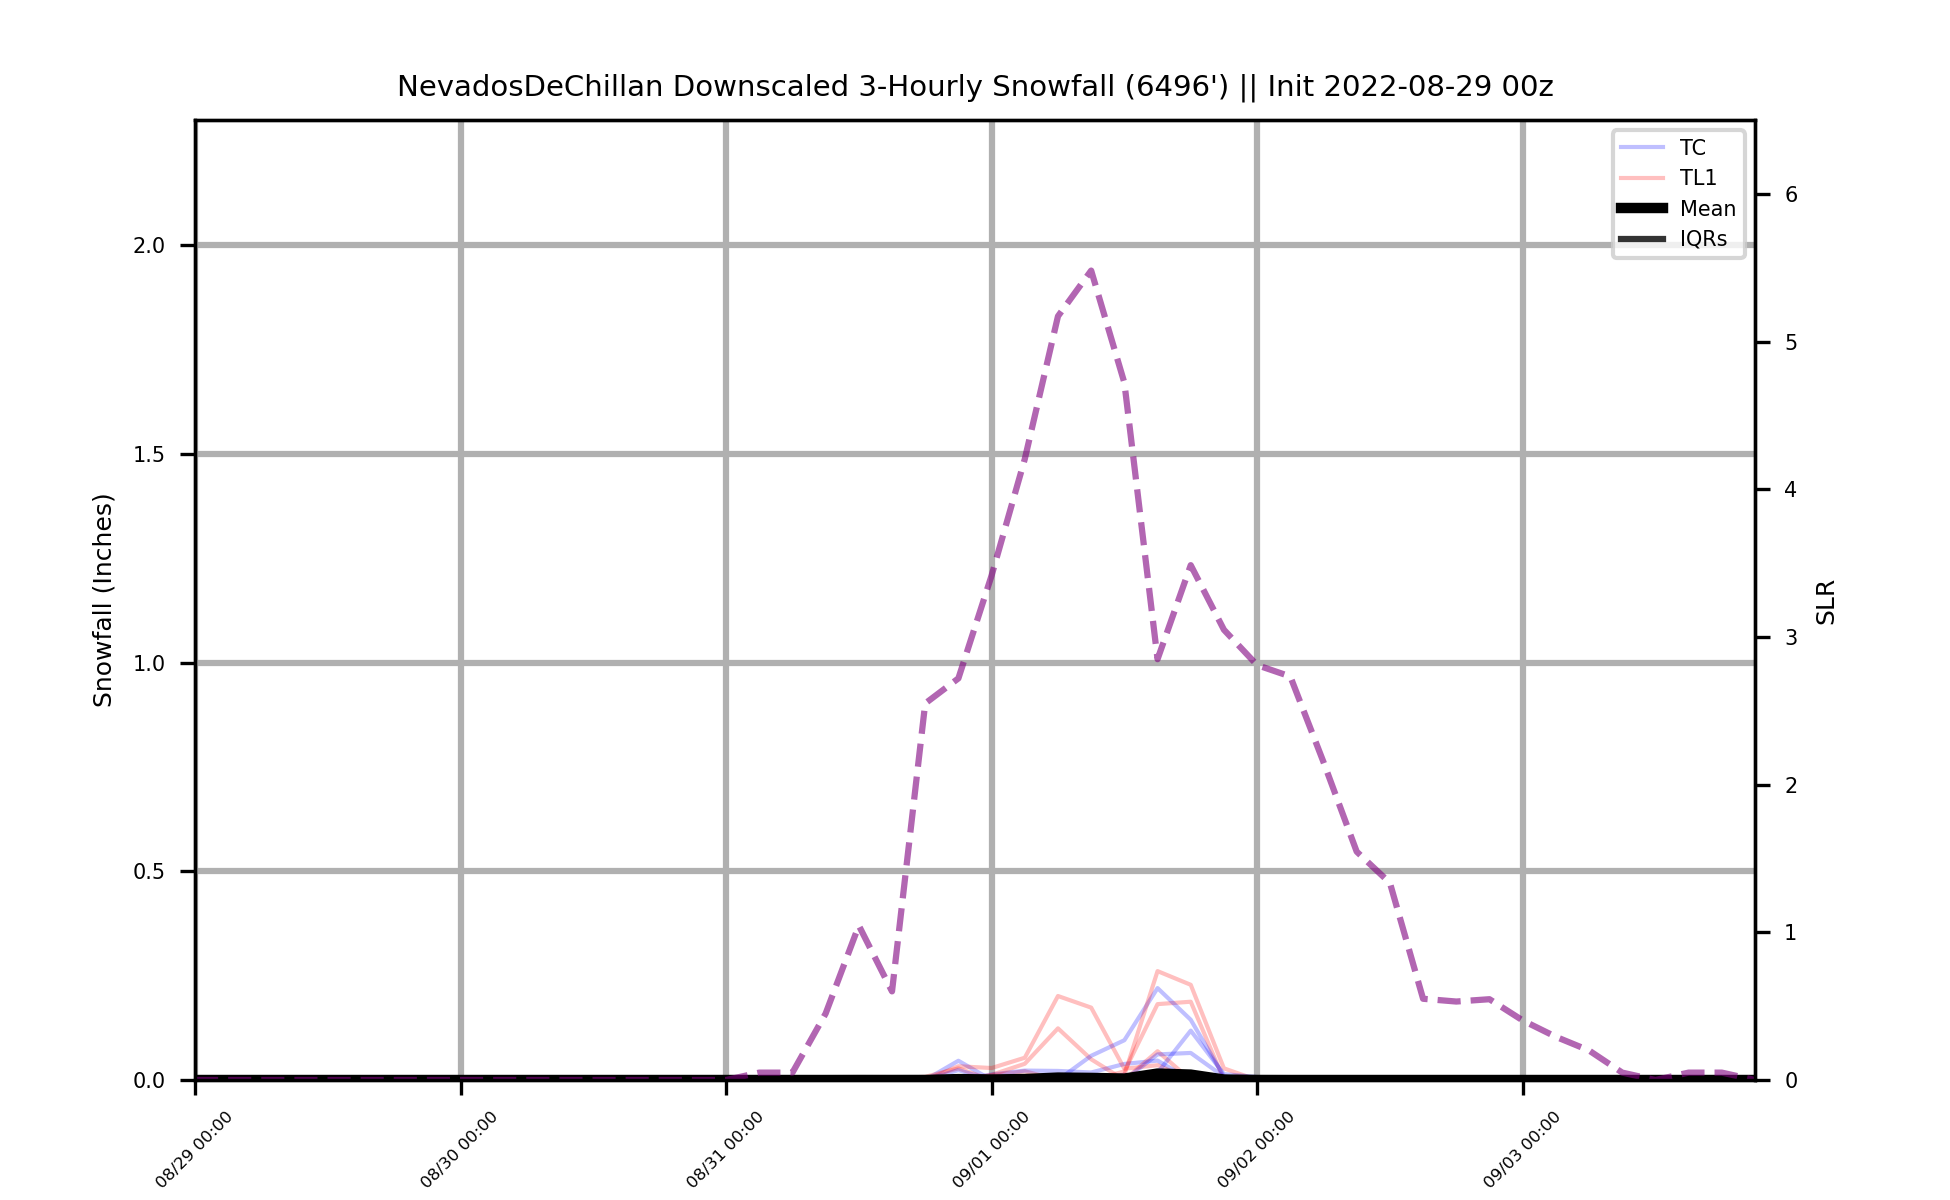 NevadosDeChillan Downscaled 3-Hourly Snowfall (6496') || Init 2022-08-29 00z
TC
TL1
Mean
IQRs
Snowfall (Inches)
2.0
1.5
1.0
0.5
0.0
6
5
4
3
2
1
0
SLR
08/29 00:00
08/30 00:00
08/31 00:00
09/01 00:00
09/02 00:00
09/03 00:00